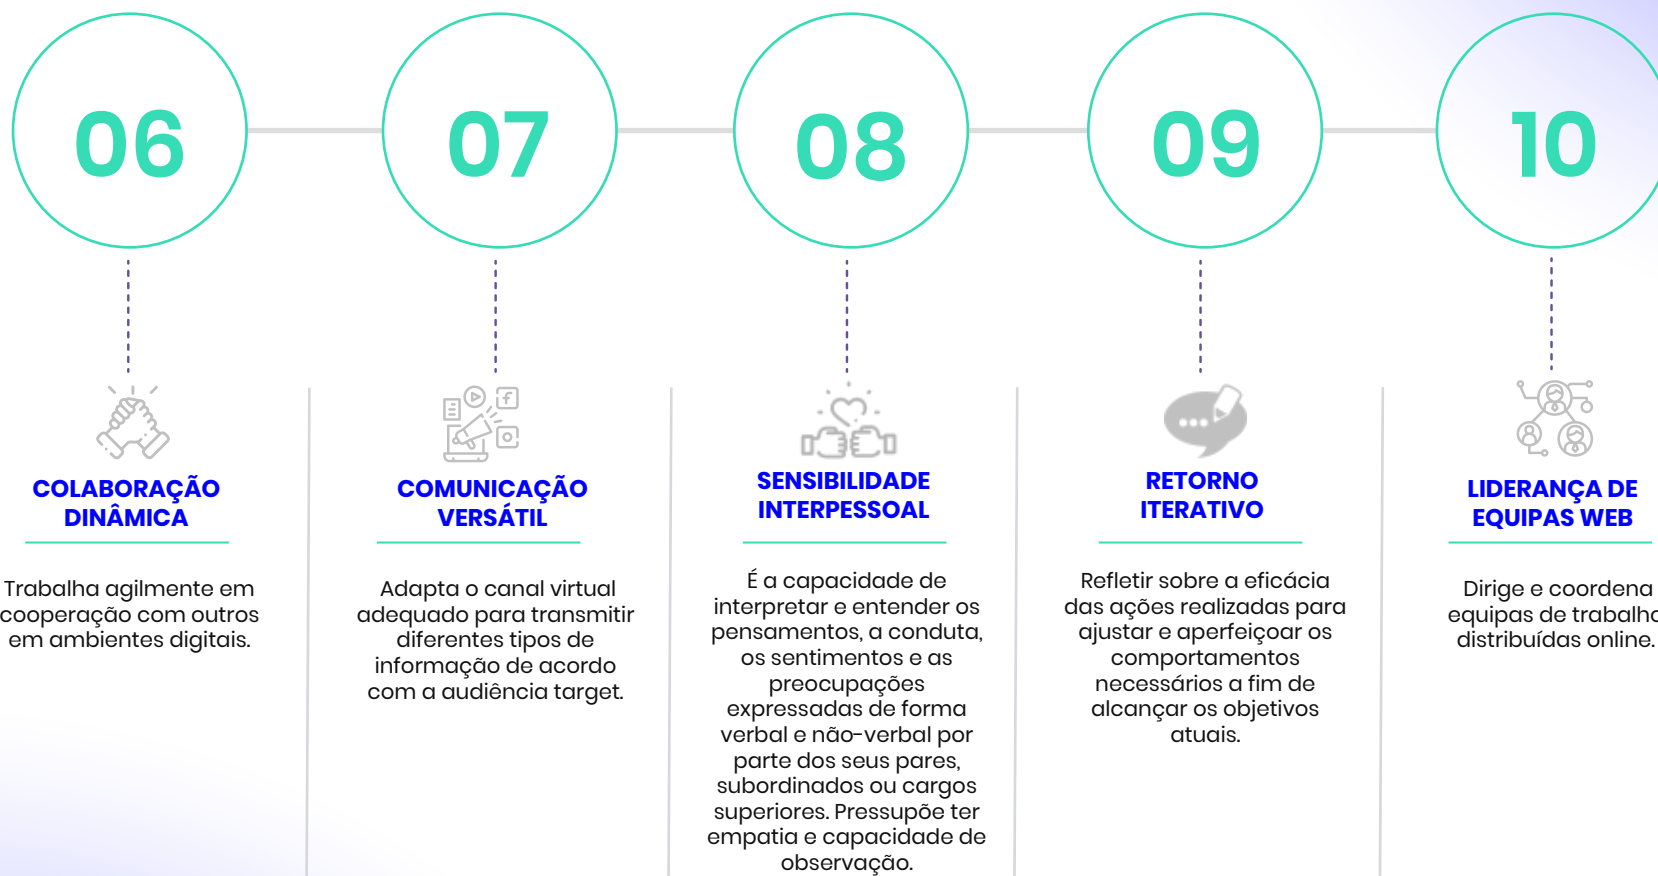 06
07
08
09
10
COLABORAÇÃO
DINÂMICA
Trabalha agilmente em
cooperação com outros
em ambientes digitais.
COMUNICAÇÃO
VERSÁTIL
Adapta o canal virtual
adequado para transmitir
diferentes tipos de
informação de acordo
com a audiência target.
SENSIBILIDADE
INTERPESSOAL
É a capacidade de
interpretar e entender os
pensamentos, a conduta,
os sentimentos e as
preocupações
expressadas de forma
verbal e não-verbal por
parte dos seus pares,
subordinados ou cargos
superiores. Pressupõe ter
empatia e capacidade de
observação.
RETORNO
ITERATIVO
Refletir sobre a eficácia
das ações realizadas para
ajustar e aperfeiçoar os
comportamentos
necessários a fim de
alcançar os objetivos
atuais.
LIDERANÇA DE
EQUIPAS WEB
Dirige e coordena
equipas de trabalho
distribuídas online.